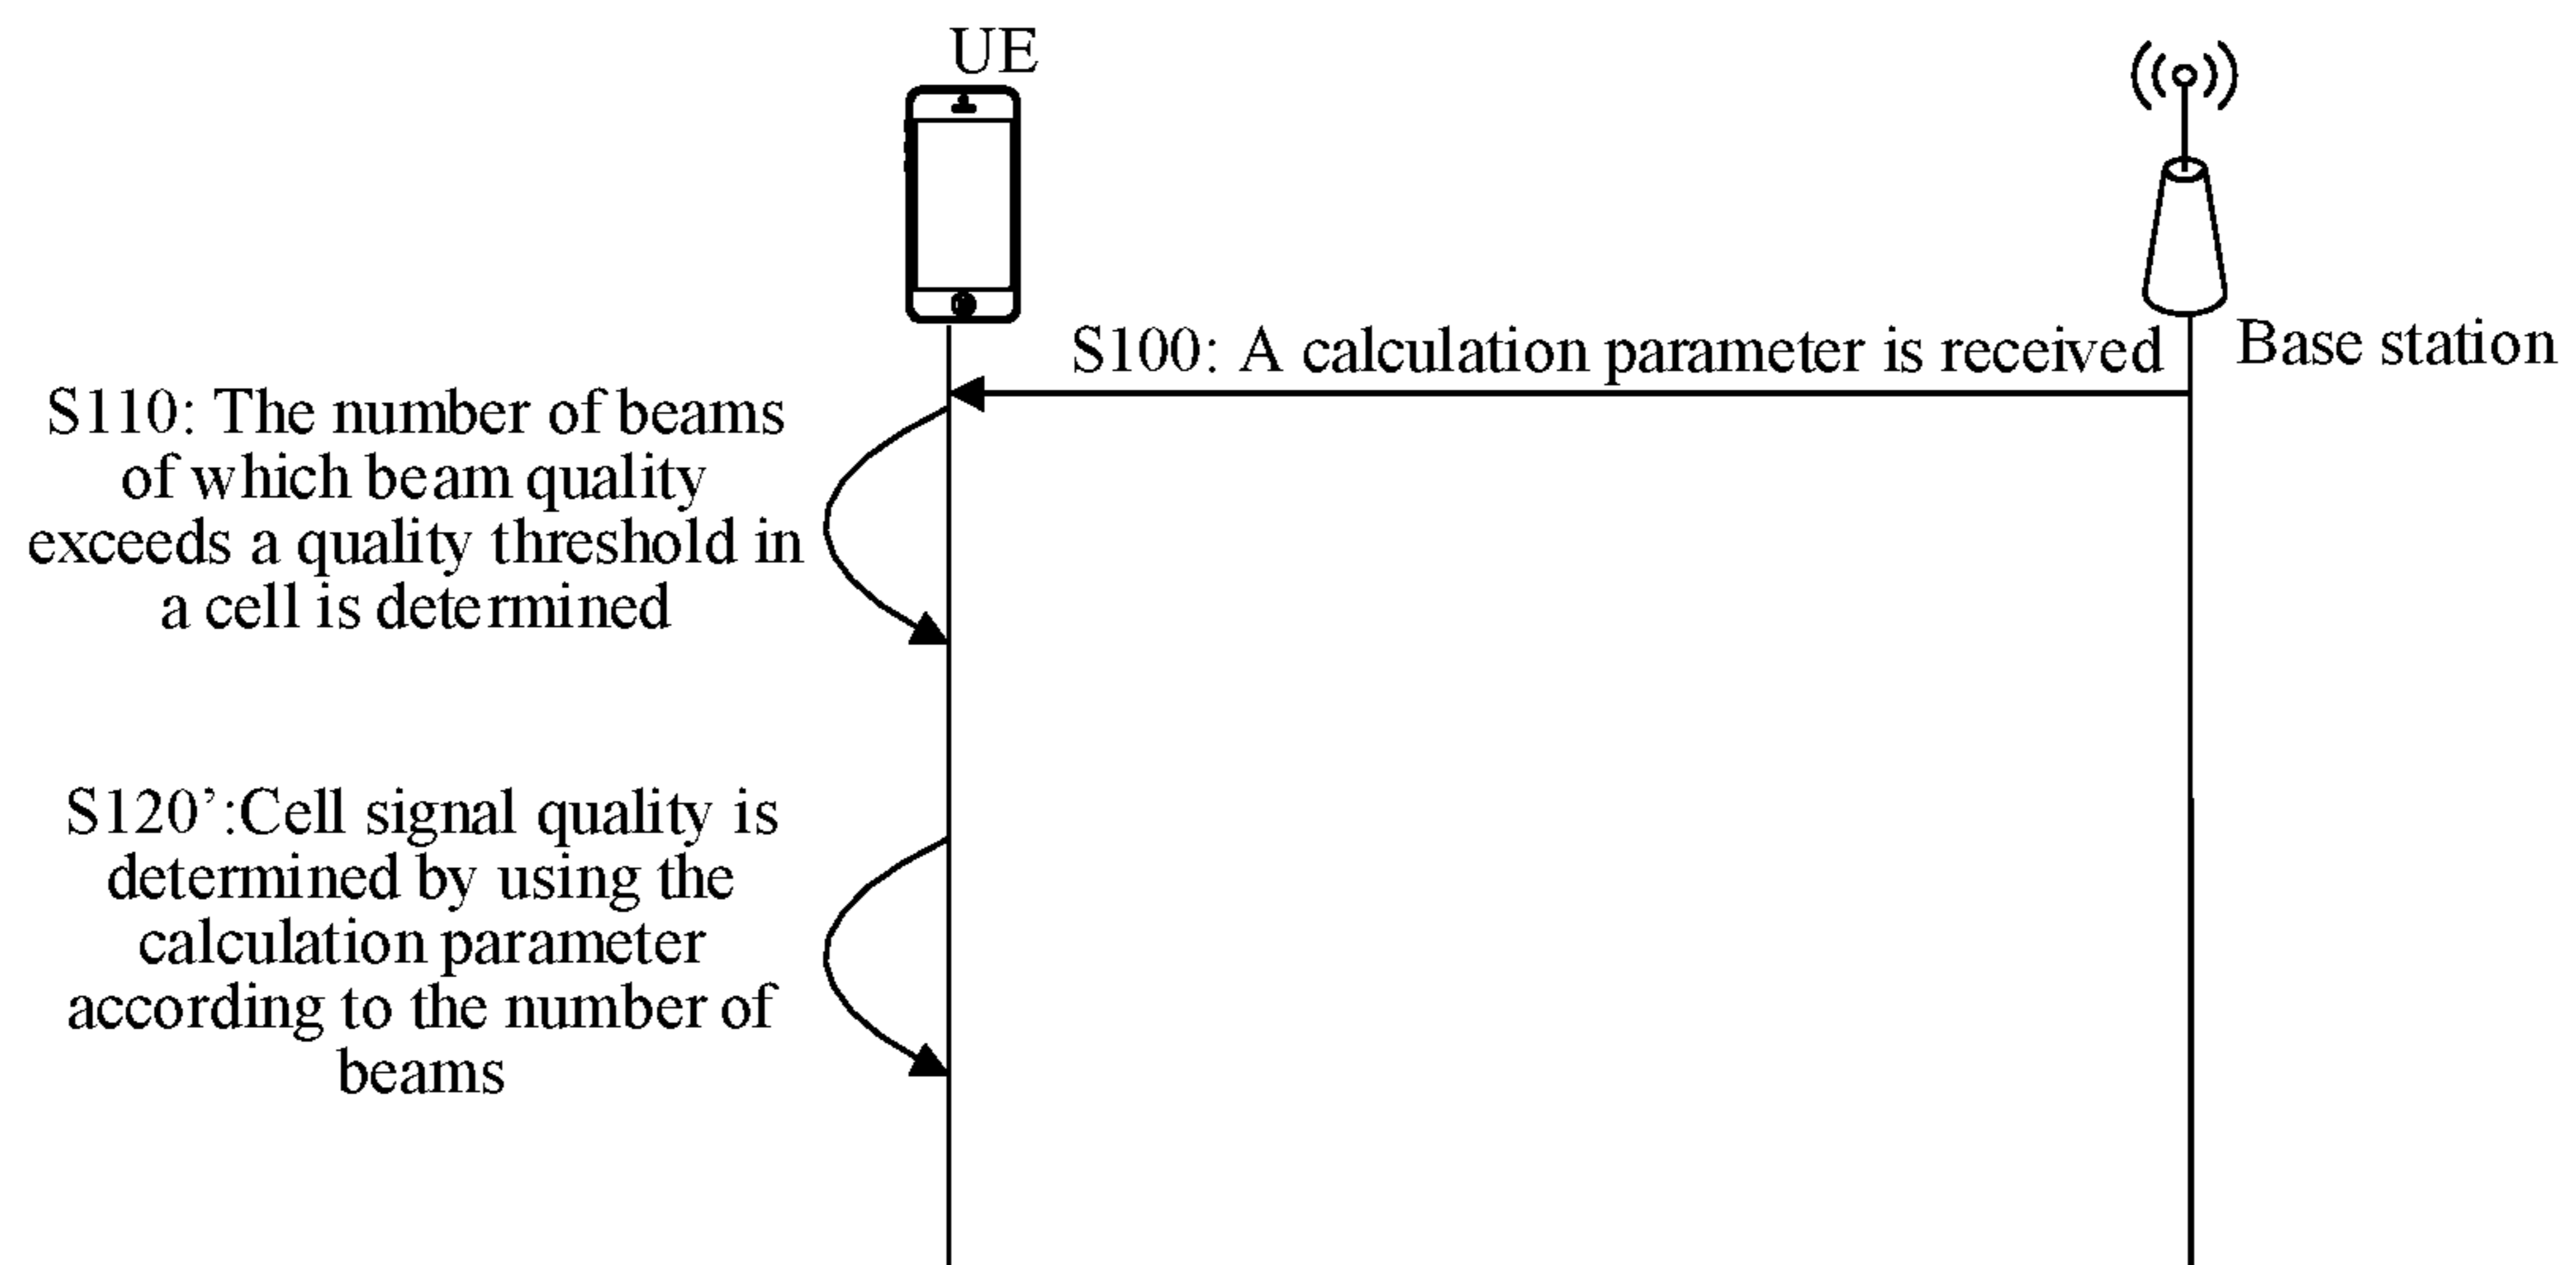 UE
Base station
S100: A calculation parameter is received
S110: The number of beams
of which beam quality
exceeds a quality threshold in
a cell is determined
S120’:Cell signal quality is
determined by using the
calculation parameter
according to the number of
beams